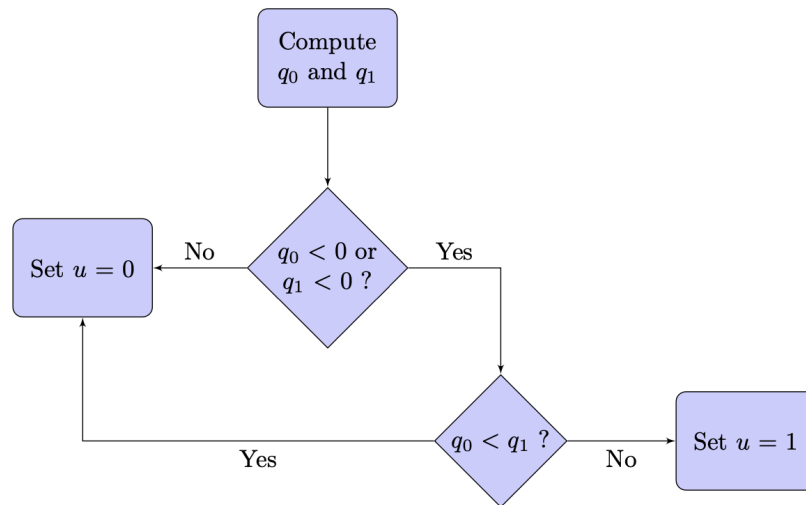 Compute
q₀ and q₁
Set u = 0
No
q₀ < 0 or
q₁ < 0 ?
Yes
q₀ < q₁ ?
Yes
No
Set u = 1